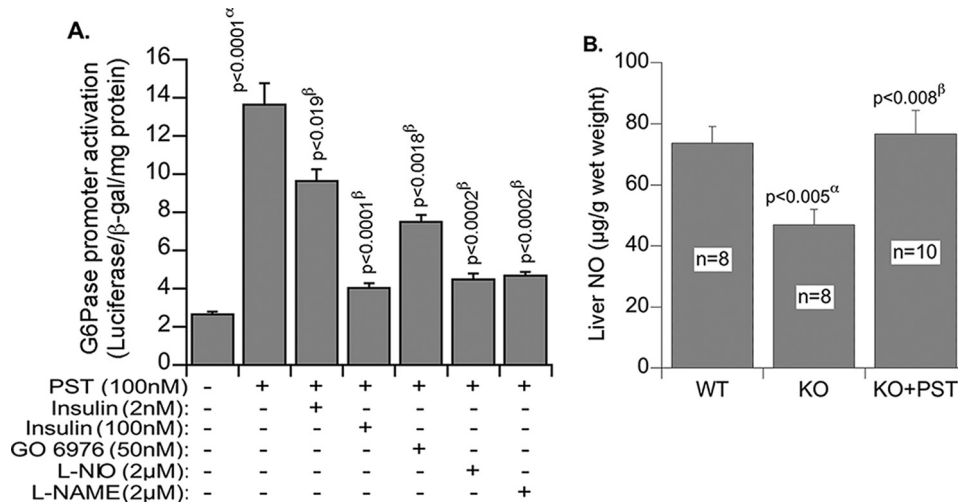 A.
G6Pase promoter activation
(Luciferase/β-gal/mg protein)
16
14
12
10
8
6
4
2
0
p<0.0001α
p<0.019β
p<0.0001β
p<0.0018β
p<0.0002β
p<0.0002β
PST (100nM) - + + + + + +
Insulin (2nM): - - + - - - -
Insulin (100nM): - - - + - - -
GO 6976 (50nM): - - - - + - -
L-NIO (2µM): - - - - - + -
L-NAME(2µM): - - - - - - +
B.
Liver NO (µg/g wet weight)
100
80
60
40
20
0
p<0.005α
p<0.008β
n=8
n=8
n=10
WT KO KO+PST